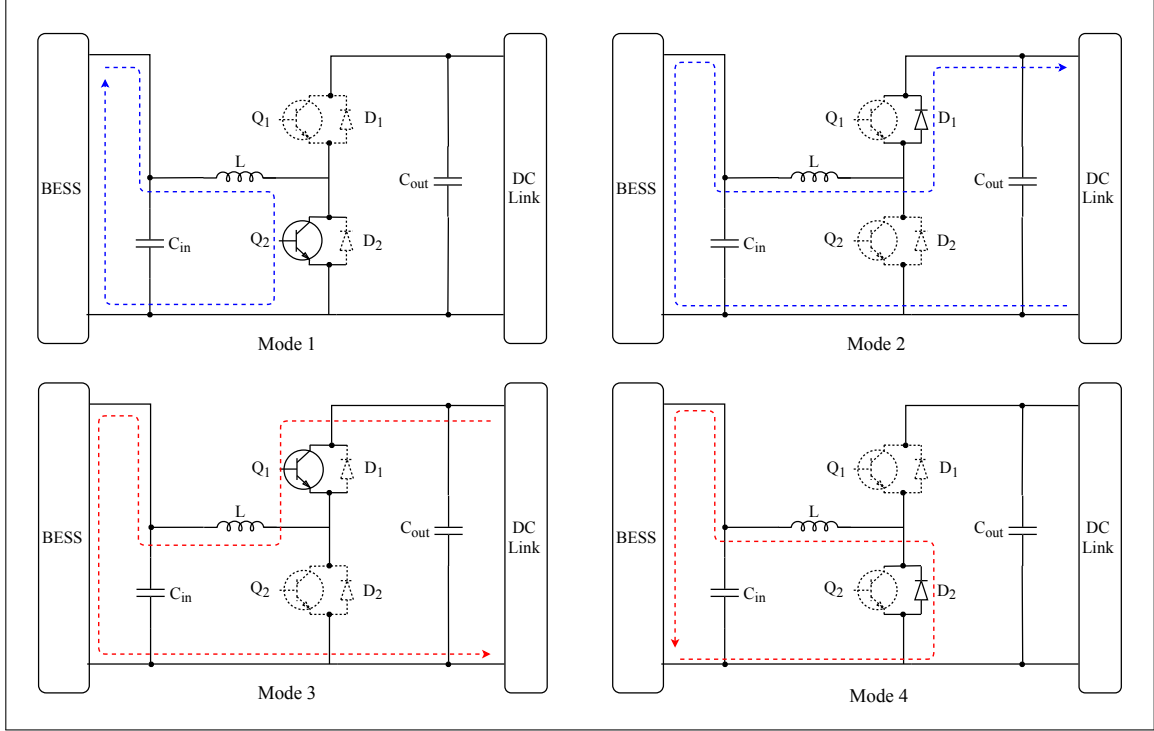 BESS
Q1
D1
L
Cout
DC
Link
Q2
D2
Cin
Mode 1
BESS
Q1
D1
L
Cout
DC
Link
Q2
D2
Cin
Mode 2
BESS
Q1
D1
L
Cout
DC
Link
Q2
D2
Cin
Mode 3
BESS
Q1
D1
L
Cout
DC
Link
Q2
D2
Cin
Mode 4